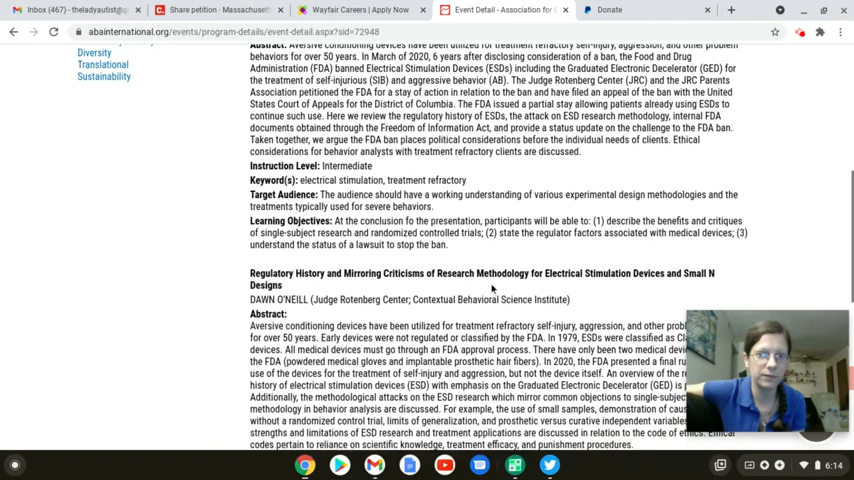 Inbox (467) - theladyautist@g
Share petition - Massachusett
Wayfair Careers | Apply Now
Event Detail - Association for B
Donate
abainternational.org/events/program-details/event-detail.aspx?sid=72948
Diversity
Translational
Sustainability
Abstract: Aversive conditioning devices have been utilized for treatment refractory self-injury, aggression, and other problem
behaviors for over 50 years. In March of 2020, 6 years after disclosing consideration of a ban, the Food and Drug
Administration (FDA) banned Electrical Stimulation Devices (ESDs) including the Graduated Electronic Decelerator (GED) for
the treatment of self-injurious (SIB) and aggressive behavior (AB). The Judge Rotenberg Center (JRC) and the JRC Parents
Association petitioned the FDA for a stay of action in relation to the ban and have filed an appeal of the ban with the United
States Court of Appeals for the District of Columbia. The FDA issued a partial stay allowing patients already using ESDs to
continue such use. Here we review the regulatory history of ESDs, the attack on ESD research methodology, internal FDA
documents obtained through the Freedom of Information Act, and provide a status update on the challenge to the FDA ban.
Taken together, we argue the FDA ban places political considerations before the individual needs of clients. Ethical
considerations for behavior analysts with treatment refractory clients are discussed.
Instruction Level: Intermediate
Keyword(s): electrical stimulation, treatment refractory
Target Audience: The audience should have a working understanding of various experimental design methodologies and the
treatments typically used for severe behaviors.
Learning Objectives: At the conclusion fo the presentation, participants will be able to: (1) describe the benefits and critiques
of single-subject research and randomized controlled trials; (2) state the regulator factors associated with medical devices; (3)
understand the status of a lawsuit to stop the ban.
Regulatory History and Mirroring Criticisms of Research Methodology for Electrical Stimulation Devices and Small N
Designs
DAWN O'NEILL (Judge Rotenberg Center; Contextual Behavioral Science Institute)
Abstract:
Aversive conditioning devices have been utilized for treatment refractory self-injury, aggression, and other prob
for over 50 years. Early devices were not regulated or classified by the FDA. In 1979, ESDs were classified as Cl
devices. All medical devices must go through an FDA approval process. There have only been two medical devi
the FDA (powdered medical gloves and implantable prosthetic hair fibers). In 2020, the FDA presented a final ru
use of the devices for the treatment of self-injury and aggression, but not the device itself. An overview of the re
history of electrical stimulation devices (ESD) with emphasis on the Graduated Electronic Decelerator (GED) is p
Additionally, the methodological attacks on the ESD research which mirror common objections to single-subjec
methodology in behavior analysis are discussed. For example, the use of small samples, demonstration of caus
without a randomized control trial, limits of generalization, and prosthetic versus curative independent variables
strengths and limitations of ESD research and treatment applications are discussed in relation to the code of ethics. Ethical
codes pertain to reliance on scientific knowledge, treatment efficacy, and punishment procedures.
6:14